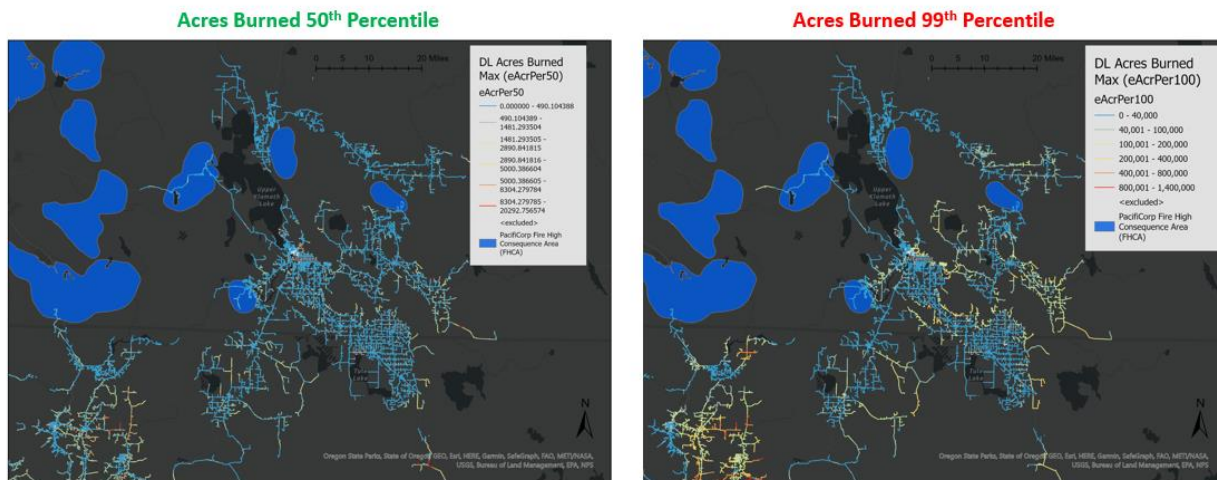 Acres Burned 50th Percentile
0 10 20 Miles
DL Acres Burned
Max (eAcrPer50)
eAcrPer50
0.000000 - 490.104388
490.104389 -
1481.293504
1481.293505 -
2890.841815
2890.841816 -
5000.386604
5000.386605 -
8304.279784
8304.279785 -
20292.756574
<excluded>
PacifiCorp Fire High
Consequence Area
(FHCA)
Upper
Klamath
Lake
Tule
Lake
N
Oregon State Parks, State of Oregon GEO, Esri, HERE, Garmin, SafeGraph, FAO, METI/NASA,
USGS, Bureau of Land Management, EPA, NPS
Acres Burned 99th Percentile
0 10 20 Miles
DL Acres Burned
Max (eAcrPer100)
eAcrPer100
0 - 40,000
40,001 - 100,000
100,001 - 200,000
200,001 - 400,000
400,001 - 800,000
800,001 - 1,400,000
<excluded>
PacifiCorp Fire High
Consequence Area
(FHCA)
Upper
Klamath
Lake
Tule
Lake
N
Oregon State Parks, State of Oregon GEO, Esri, HERE, Garmin, SafeGraph, FAO, METI/NASA,
USGS, Bureau of Land Management, EPA, NPS